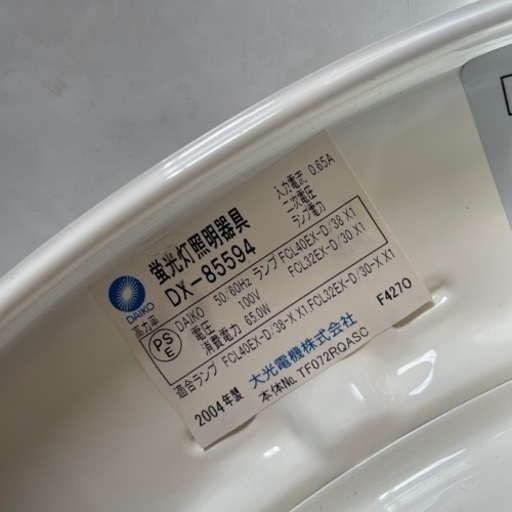 DAIKO
蛍光灯照明器具
DX-85594
高力率
PS
E
DAIKO 50/60Hz ランプ FCL40EX-D/38 X1
FCL32EX-D/30 X1
電圧 100V
消費電力 65.0W
入力電流 0.65A
二次電圧
ランプ電力
適合ランプ FCL40EX-D/38-X X1,FCL32EX-D/30-X X1
2004年製 大光電機株式会社 F4270
本体No. TF072RQASC